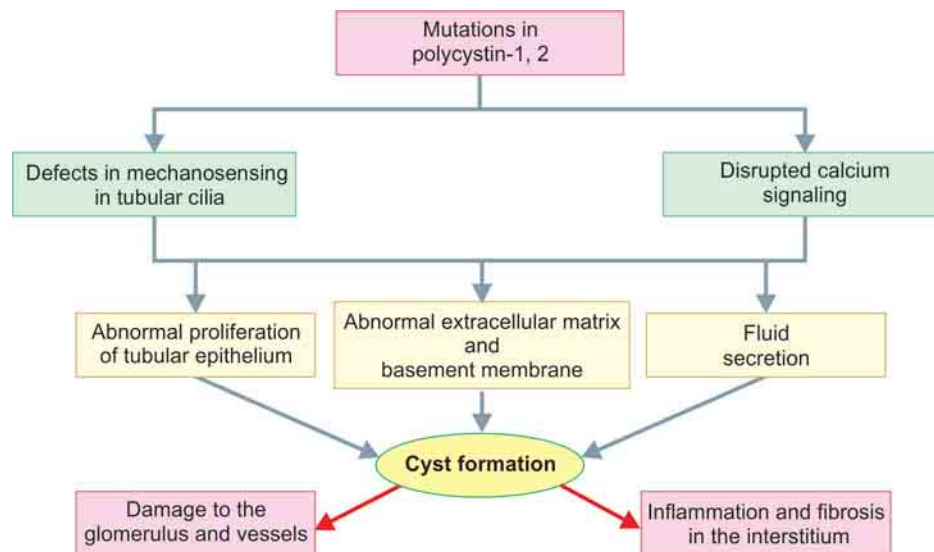 Mutations in
polycystin-1, 2
Defects in mechanosensing
in tubular cilia
Disrupted calcium
signaling
Abnormal proliferation
of tubular epithelium
Abnormal extracellular matrix
and
basement membrane
Fluid
secretion
Cyst formation
Damage to the
glomerulus and vessels
Inflammation and fibrosis
in the interstitium